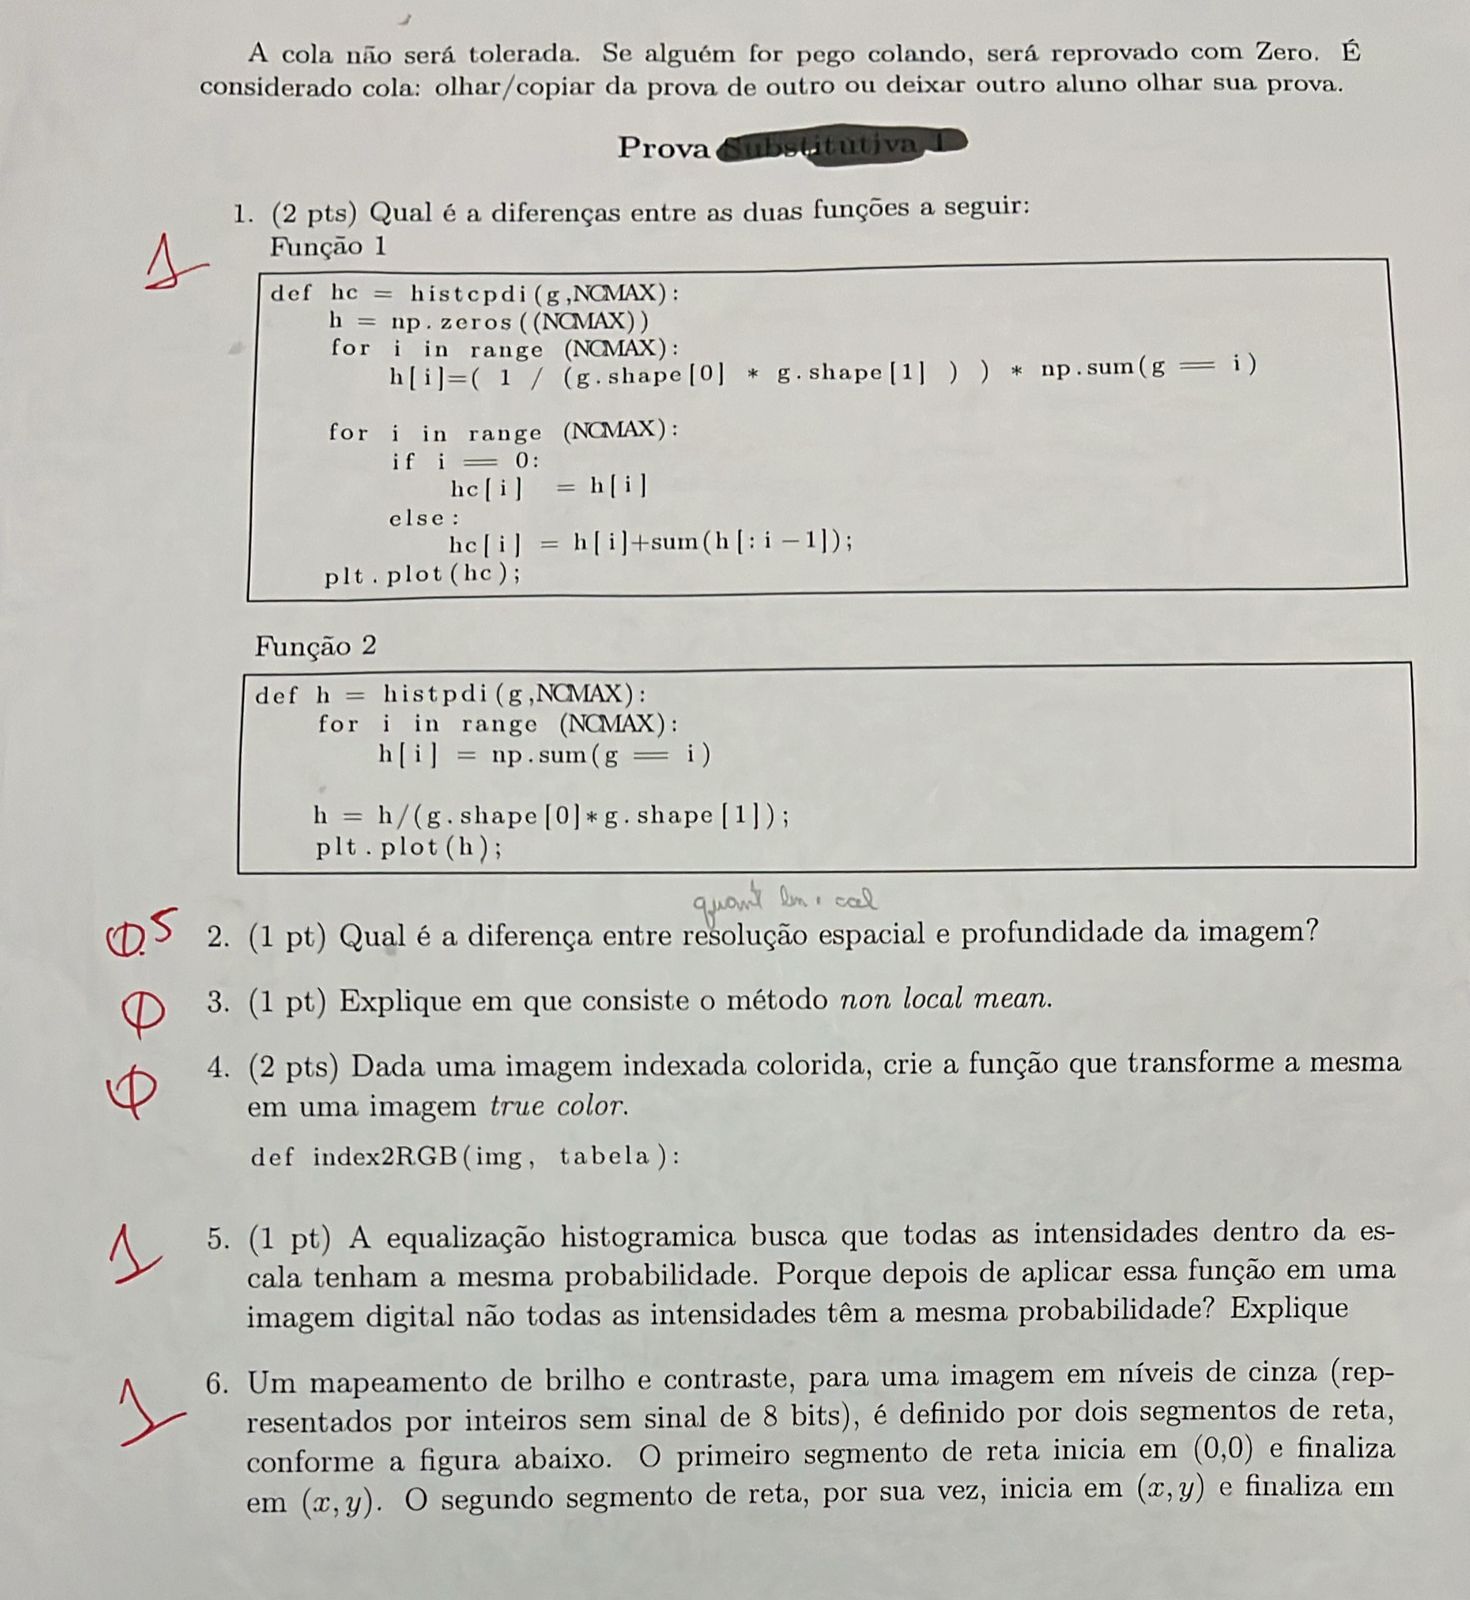 A cola não será tolerada. Se alguém for pego colando, será reprovado com Zero. É
considerado cola: olhar/copiar da prova de outro ou deixar outro aluno olhar sua prova.
Prova Substitutiva 1
1. (2 pts) Qual é a diferenças entre as duas funções a seguir:
1
Função 1
def hc = histcpdi(g,NCMAX):
h = np.zeros((NCMAX))
for i in range (NCMAX):
h[i]=( 1 / (g.shape[0] * g.shape[1] ) ) * np.sum(g == i)
for i in range (NCMAX):
if i == 0:
hc[i] = h[i]
else:
hc[i] = h[i]+sum(h[:i-1]);
plt.plot(hc);
Função 2
def h = histpdi(g,NCMAX):
for i in range (NCMAX):
h[i] = np.sum(g == i)
h = h/(g.shape[0]*g.shape[1]);
plt.plot(h);
0.5 2. (1 pt) Qual é a diferença entre resolução espacial e profundidade da imagem?
0 3. (1 pt) Explique em que consiste o método non local mean.
0 4. (2 pts) Dada uma imagem indexada colorida, crie a função que transforme a mesma
em uma imagem true color.
def index2RGB(img, tabela):
1 5. (1 pt) A equalização histogramica busca que todas as intensidades dentro da es-
cala tenham a mesma probabilidade. Porque depois de aplicar essa função em uma
imagem digital não todas as intensidades têm a mesma probabilidade? Explique
1 6. Um mapeamento de brilho e contraste, para uma imagem em níveis de cinza (rep-
resentados por inteiros sem sinal de 8 bits), é definido por dois segmentos de reta,
conforme a figura abaixo. O primeiro segmento de reta inicia em (0,0) e finaliza
em (x, y). O segundo segmento de reta, por sua vez, inicia em (x, y) e finaliza em